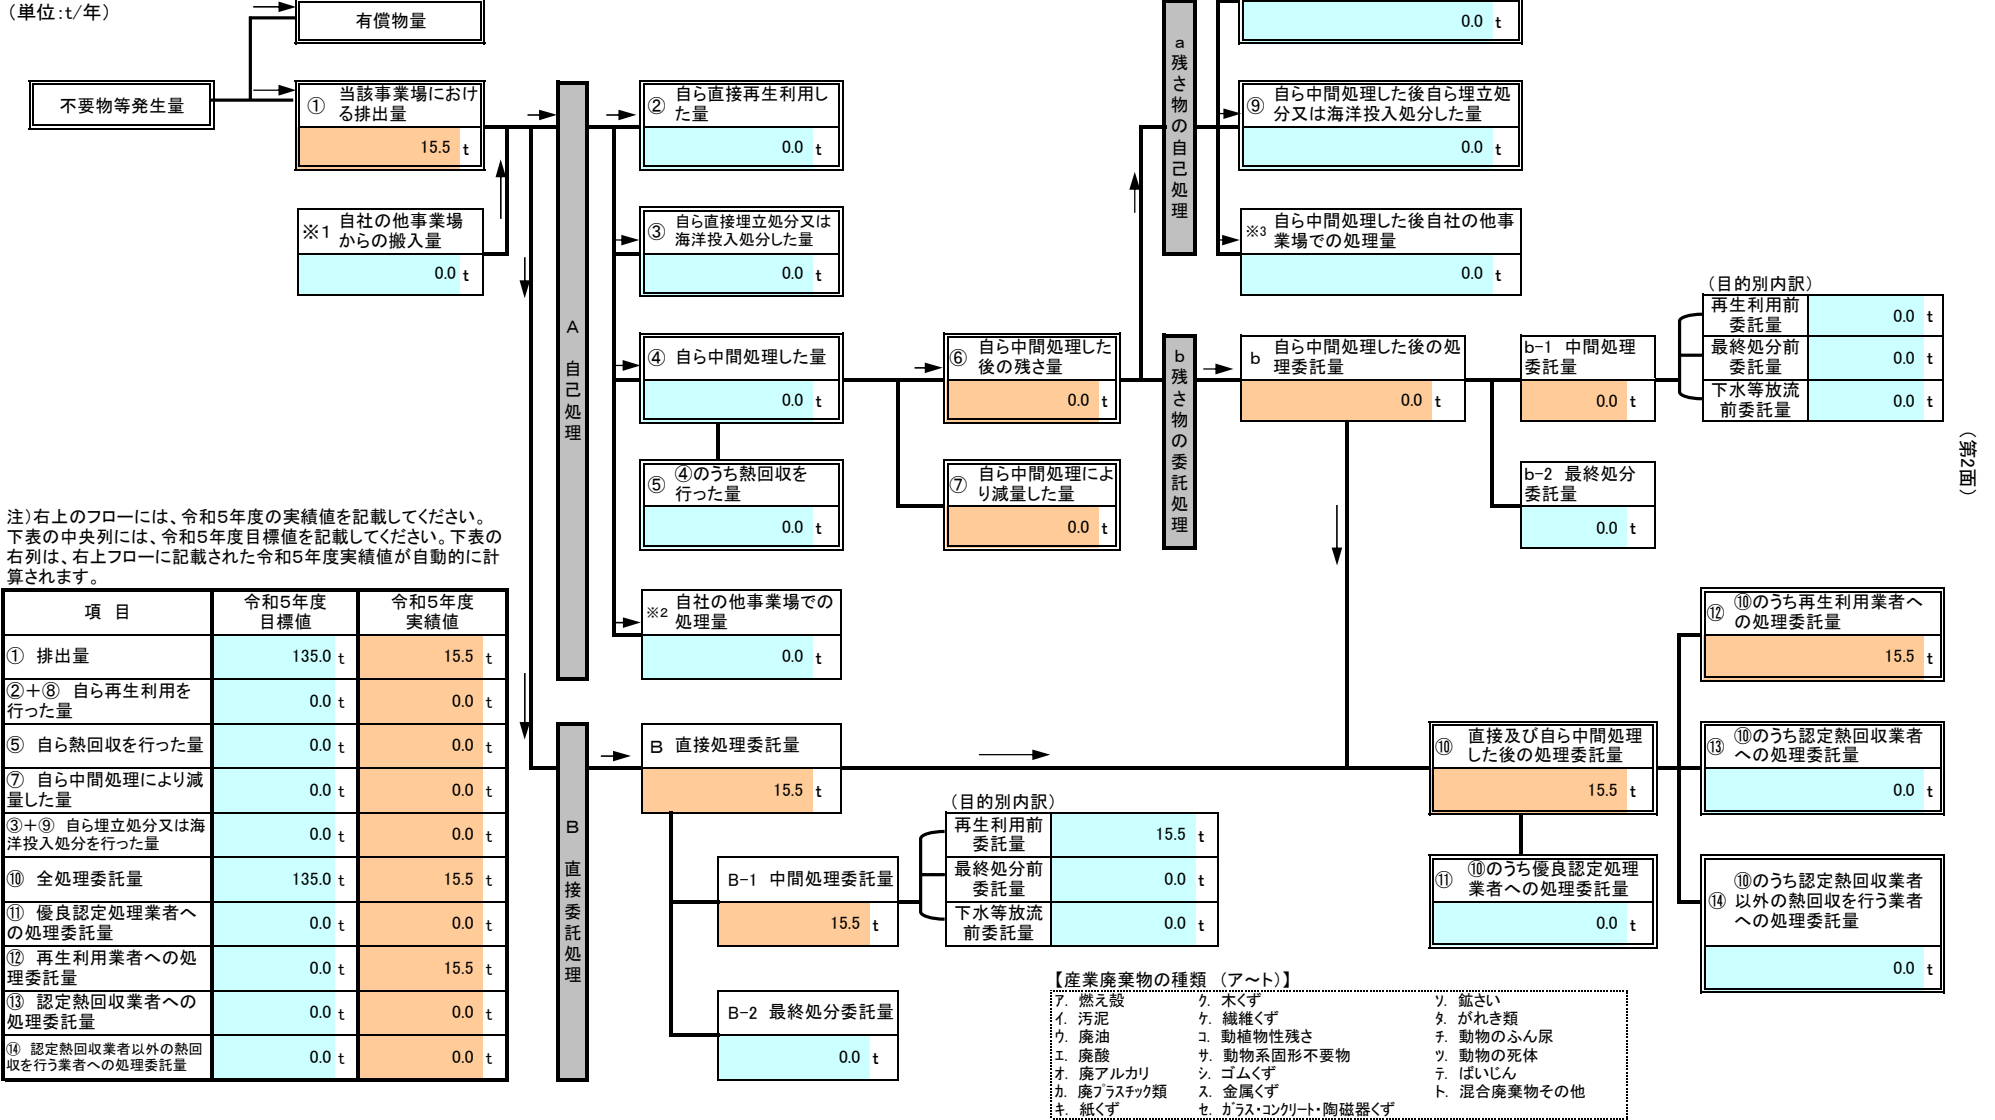 （単位：t/年）
有償物量
不要物等発生量
① 当該事業場におけ
る排出量
15.5 t
※1 自社の他事業場
からの搬入量
0.0 t
A 自己処理
② 自ら直接再生利用し
た量
0.0 t
③ 自ら直接埋立処分又は
海洋投入処分した量
0.0 t
④ 自ら中間処理した量
0.0 t
⑤ ④のうち熱回収を
行った量
0.0 t
※2 自社の他事業場での
処理量
0.0 t
⑥ 自ら中間処理した
後の残さ量
0.0 t
⑦ 自ら中間処理によ
り減量した量
0.0 t
a残さ物の自己処理
0.0 t
⑨ 自ら中間処理した後自ら埋立処
分又は海洋投入処分した量
0.0 t
※3 自ら中間処理した後自社の他事
業場での処理量
0.0 t
b残さ物の委託処理
b 自ら中間処理した後の処
理委託量
0.0 t
b-1 中間処理
委託量
0.0 t
b-2 最終処分
委託量
0.0 t
（目的別内訳）
再生利用前
委託量
0.0 t
最終処分前
委託量
0.0 t
下水等放流
前委託量
0.0 t
（第2面）
注）右上のフローには、令和５年度の実績値を記載してください。
下表の中央列には、令和５年度目標値を記載してください。下表の
右列は、右上フローに記載された令和５年度実績値が自動的に計
算されます。
項 目 令和５年度 令和５年度
目標値 実績値
① 排出量 135.0 t 15.5 t
②＋⑧ 自ら再生利用を
行った量 0.0 t 0.0 t
⑤ 自ら熱回収を行った量 0.0 t 0.0 t
⑦ 自ら中間処理により減
量した量 0.0 t 0.0 t
③＋⑨ 自ら埋立処分又は海
洋投入処分を行った量 0.0 t 0.0 t
⑩ 全処理委託量 135.0 t 15.5 t
⑪ 優良認定処理業者へ
の処理委託量 0.0 t 0.0 t
⑫ 再生利用業者への処
理委託量 0.0 t 15.5 t
⑬ 認定熱回収業者への
処理委託量 0.0 t 0.0 t
⑭ 認定熱回収業者以外の熱回
収を行う業者への処理委託量 0.0 t 0.0 t
B 直接委託処理
B 直接処理委託量
15.5 t
B-1 中間処理委託量
15.5 t
B-2 最終処分委託量
0.0 t
（目的別内訳）
再生利用前
委託量
15.5 t
最終処分前
委託量
0.0 t
下水等放流
前委託量
0.0 t
⑩ 直接及び自ら中間処理
した後の処理委託量
15.5 t
⑪ ⑩のうち優良認定処理
業者への処理委託量
0.0 t
⑫ ⑩のうち再生利用業者へ
の処理委託量
15.5 t
⑬ ⑩のうち認定熱回収業者
への処理委託量
0.0 t
⑭ ⑩のうち認定熱回収業者
以外の熱回収を行う業者
への処理委託量
0.0 t
【産業廃棄物の種類 （ア～ト）】
ア. 燃え殻 ク. 木くず ソ. 鉱さい
イ. 汚泥 ケ. 繊維くず タ. がれき類
ウ. 廃油 コ. 動植物性残さ チ. 動物のふん尿
エ. 廃酸 サ. 動物系固形不要物 ツ. 動物の死体
オ. 廃アルカリ シ. ゴムくず テ. ばいじん
カ. 廃プラスチック類 ス. 金属くず ト. 混合廃棄物その他
キ. 紙くず セ. ガラス・コンクリート・陶磁器くず